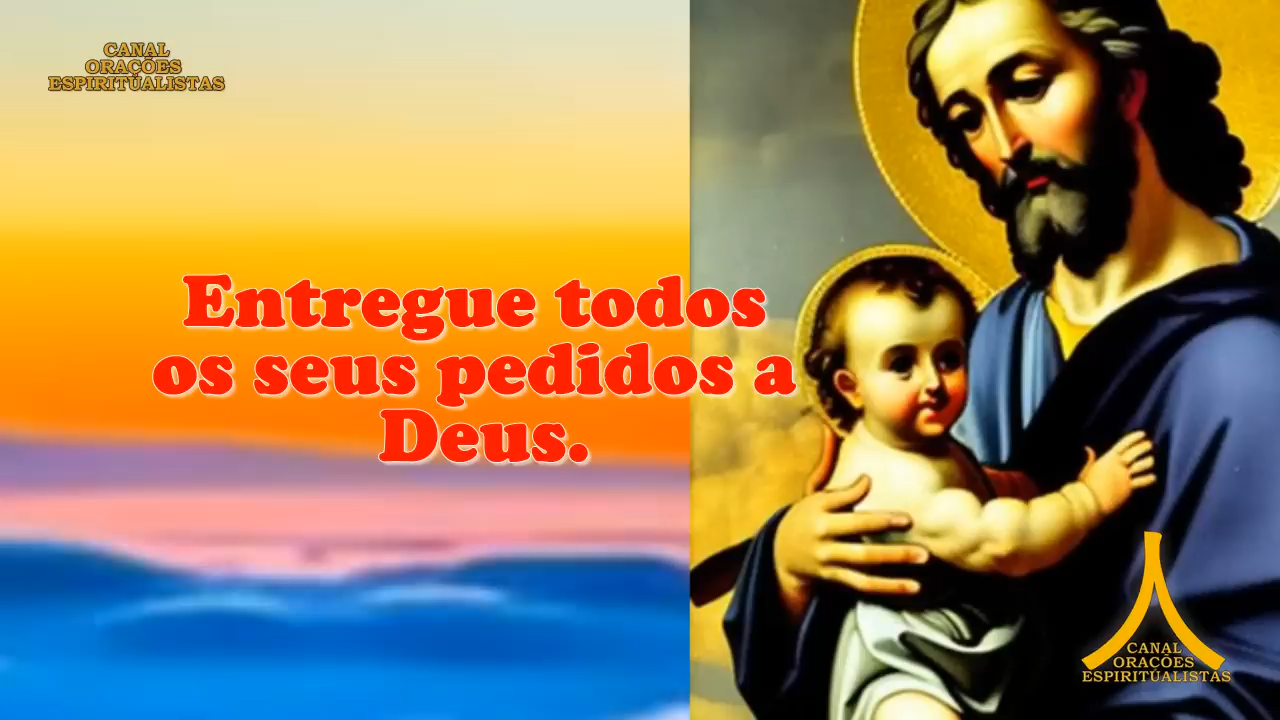 CANAL
ORAÇÕES
ESPIRITUALISTAS
Entregue todos
os seus pedidos a
Deus.
CANAL
ORAÇÕES
ESPIRITUALISTAS